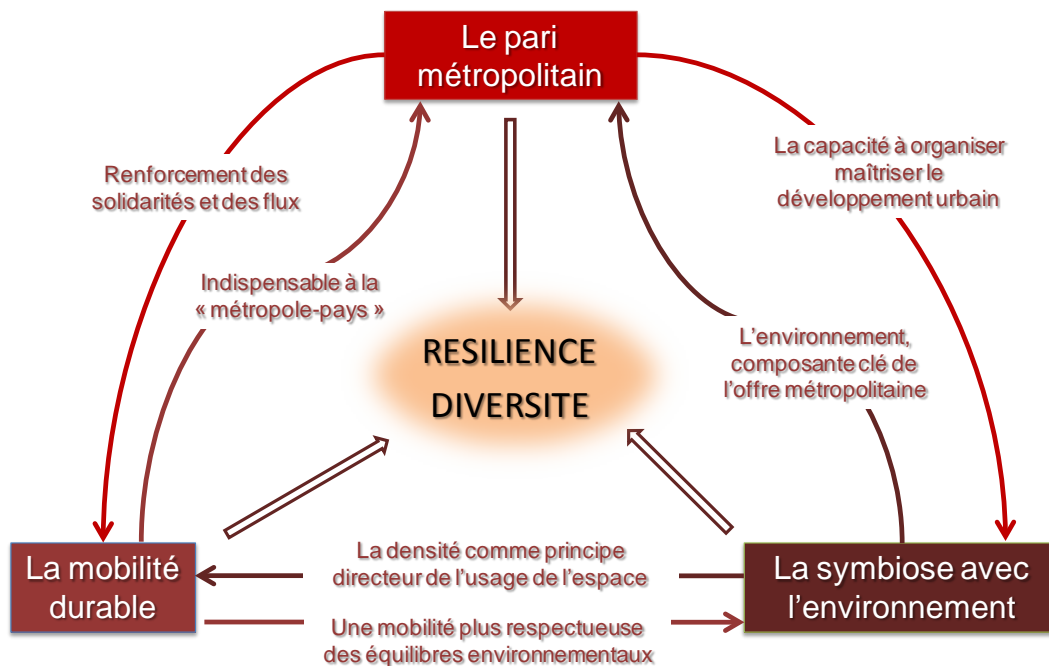 Le pari
métropolitain
La capacité à organiser
maîtriser le
développement urbain
Renforcement des
solidarités et des flux
Indispensable à la
« métropole-pays »
L'environnement,
composante clé de
l'offre métropolitaine
RESILIENCE
DIVERSITE
La mobilité
durable
La densité comme principe
directeur de l'usage de l'espace
Une mobilité plus respectueuse
des équilibres environnementaux
La symbiose avec
l'environnement